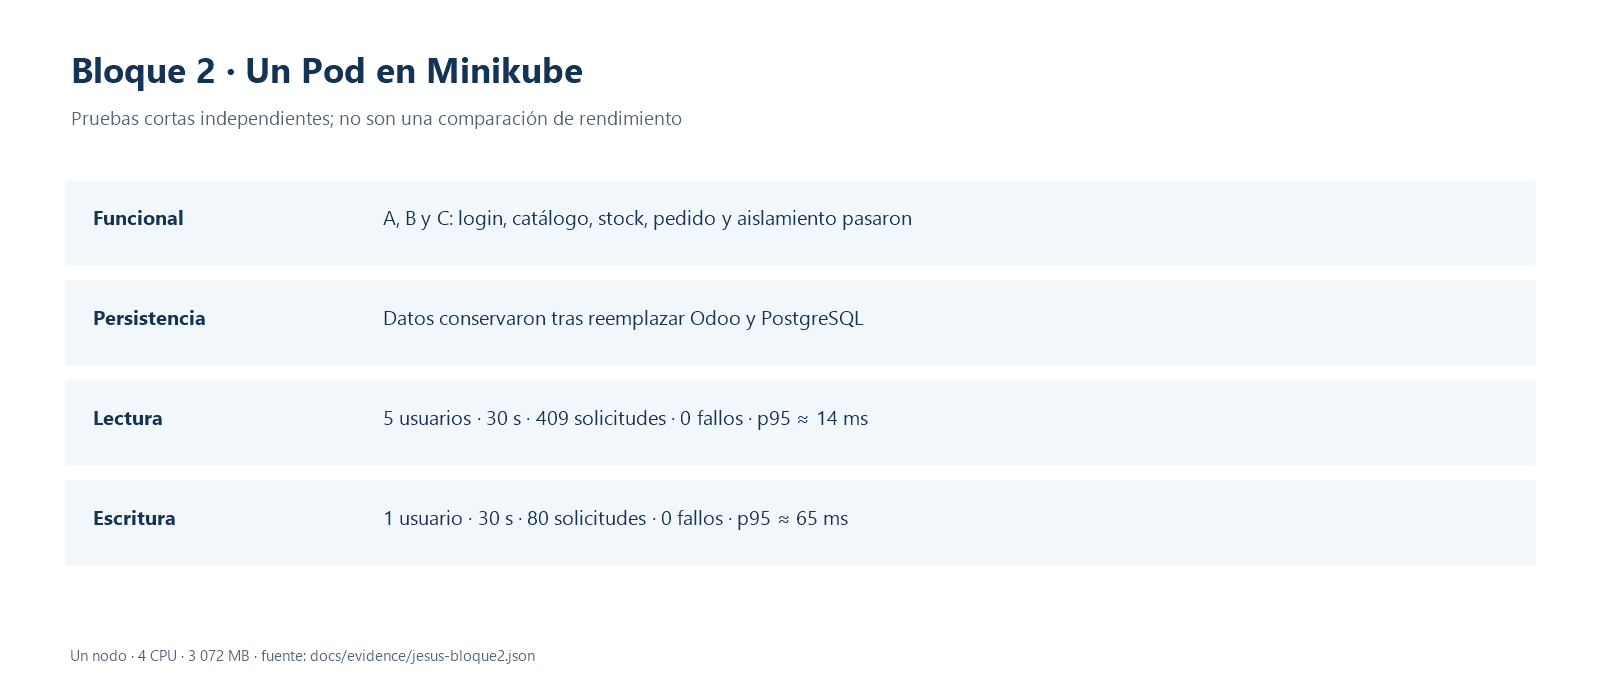 Bloque 2 · Un Pod en Minikube
Pruebas cortas independientes; no son una comparación de rendimiento
Funcional
A, B y C: login, catálogo, stock, pedido y aislamiento pasaron
Persistencia
Datos conservaron tras reemplazar Odoo y PostgreSQL
Lectura
5 usuarios · 30 s · 409 solicitudes · 0 fallos · p95 ≈ 14 ms
Escritura
1 usuario · 30 s · 80 solicitudes · 0 fallos · p95 ≈ 65 ms
Un nodo · 4 CPU · 3 072 MB · fuente: docs/evidence/jesus-bloque2.json